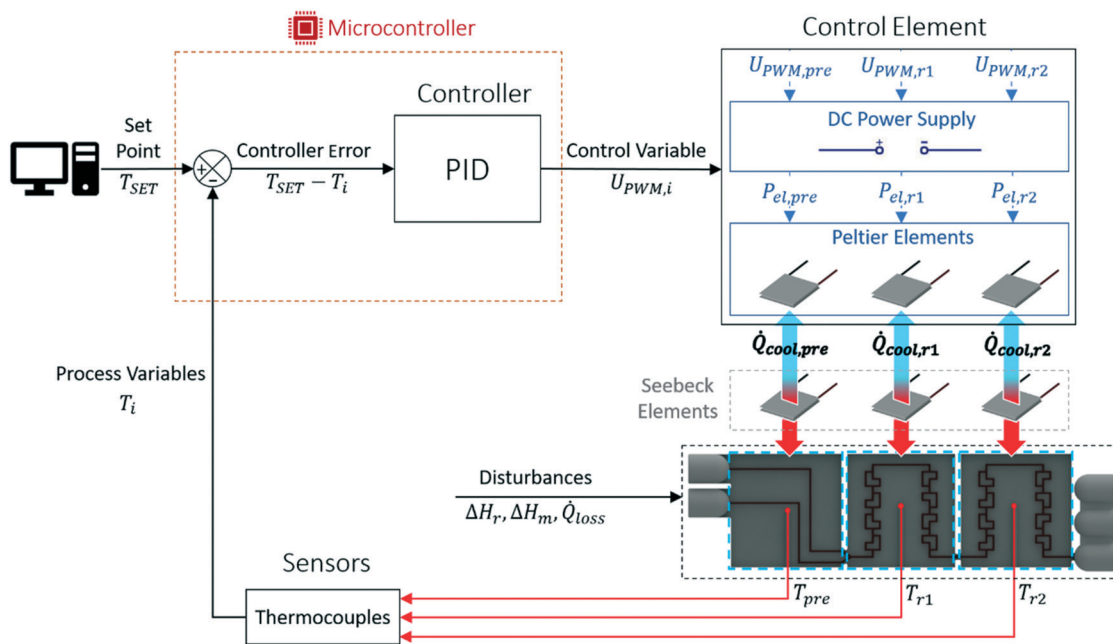 Microcontroller
Control Element
U_PWM,pre U_PWM,r1 U_PWM,r2
Controller
DC Power Supply
+ -
Set
Point
T_SET
+
-
Controller Error
T_SET − T_i
PID
Control Variable
U_PWM,i
P_el,pre P_el,r1 P_el,r2
Peltier Elements
Q̇_cool,pre Q̇_cool,r1 Q̇_cool,r2
Process Variables
T_i
Seebeck
Elements
Disturbances
ΔH_r, ΔH_m, Q̇_loss
Sensors
Thermocouples
T_pre T_r1 T_r2